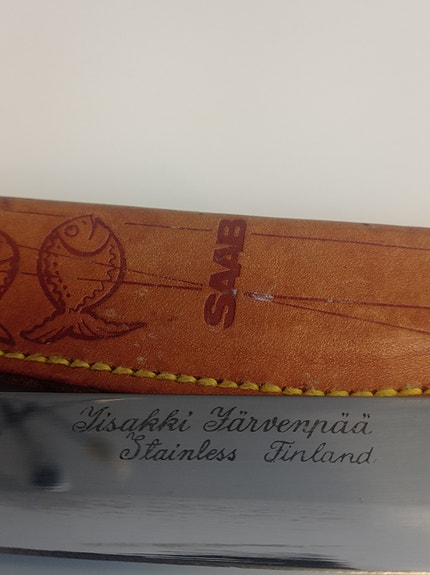 SAAB
Iisakki Järvenpää
Stainless Finland